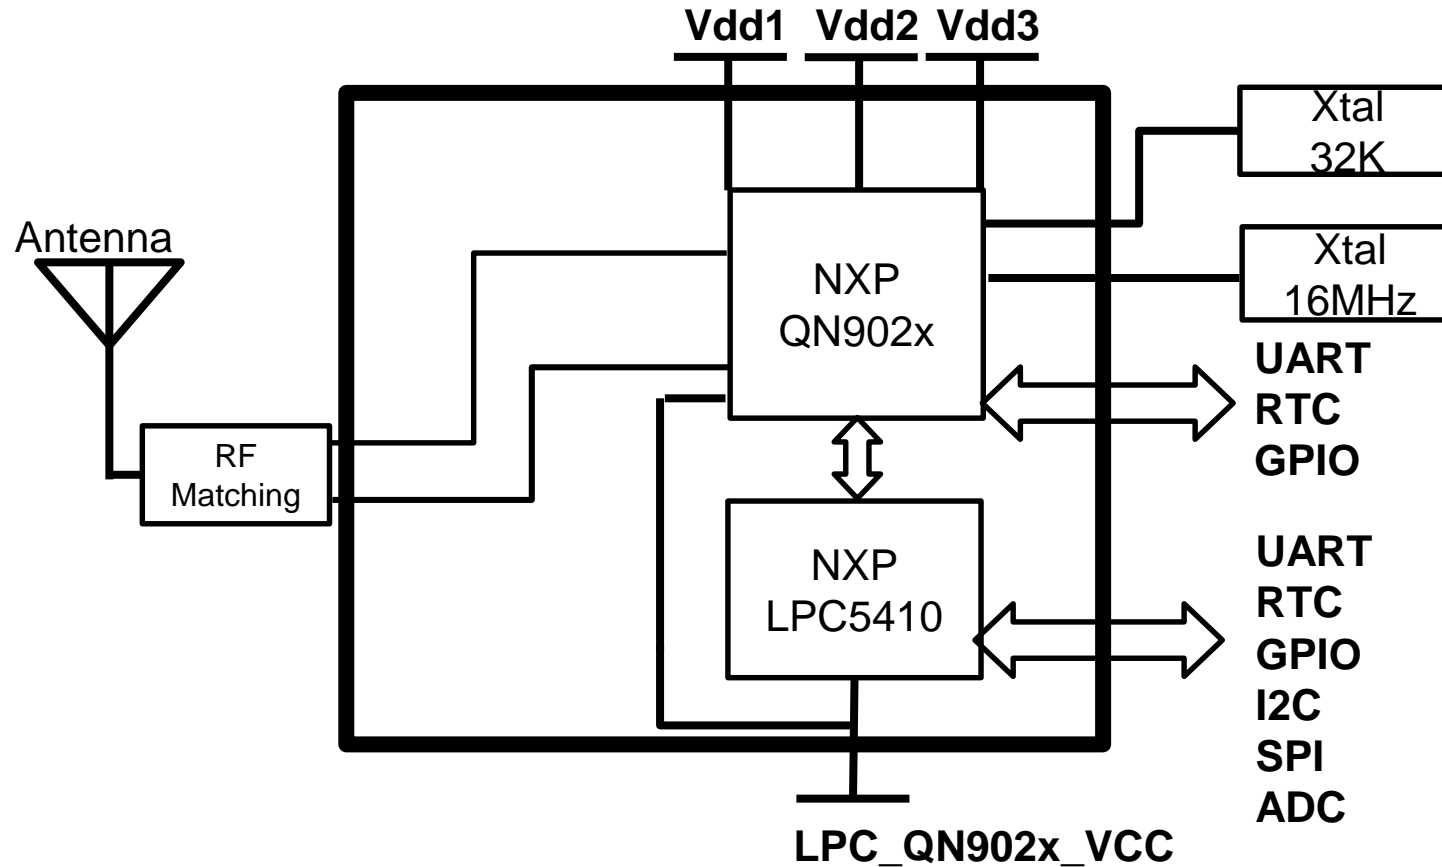 Vdd1 Vdd2 Vdd3
Xtal
32K
Antenna
Xtal
16MHz
NXP
QN902x
UART
RTC
GPIO
RF
Matching
NXP
LPC5410
UART
RTC
GPIO
I2C
SPI
ADC
LPC_QN902x_VCC